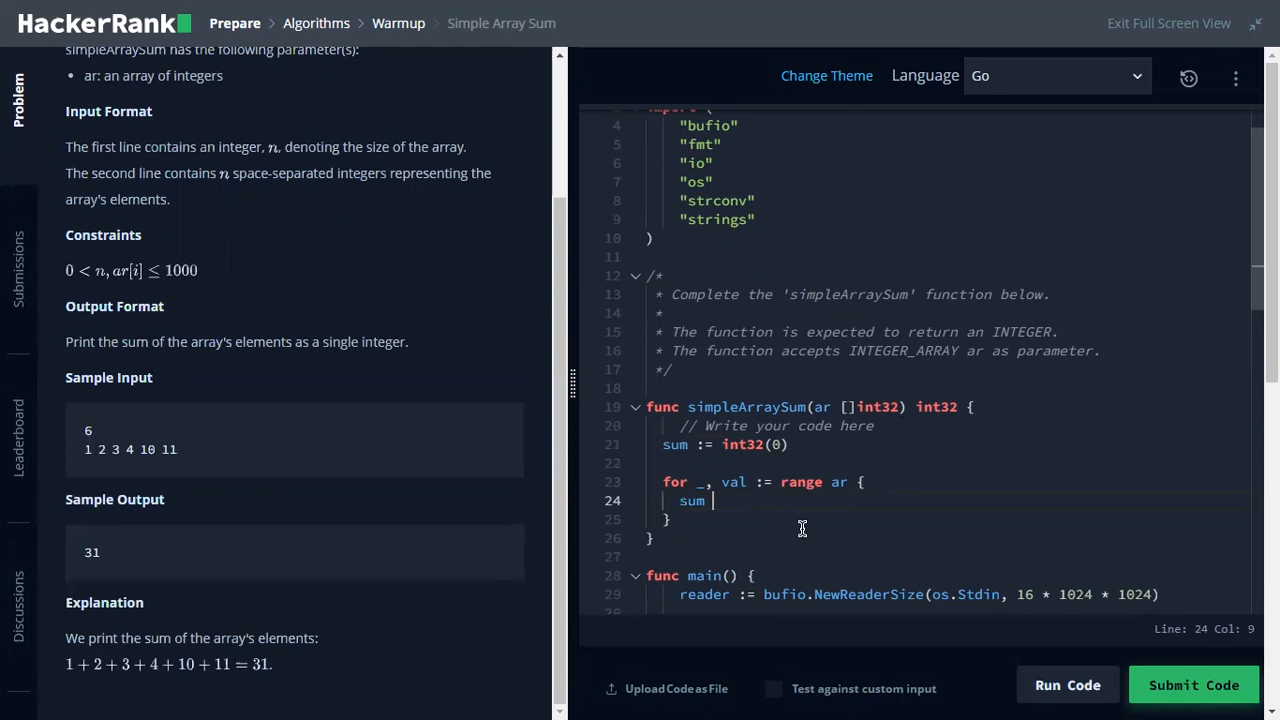 HackerRank
Prepare > Algorithms > Warmup > Simple Array Sum
Exit Full Screen View
Problem
Submissions
Leaderboard
Discussions
simpleArraySum has the following parameter(s):
• ar: an array of integers
Input Format
The first line contains an integer, n, denoting the size of the array.
The second line contains n space-separated integers representing the
array's elements.
Constraints
0 < n, ar[i] ≤ 1000
Output Format
Print the sum of the array's elements as a single integer.
Sample Input
6
1 2 3 4 10 11
Sample Output
31
Explanation
We print the sum of the array's elements:
1 + 2 + 3 + 4 + 10 + 11 = 31.
Change Theme
Language
Go
import (
4 "bufio"
5 "fmt"
6 "io"
7 "os"
8 "strconv"
9 "strings"
10 )
11
12 /*
13 * Complete the 'simpleArraySum' function below.
14 *
15 * The function is expected to return an INTEGER.
16 * The function accepts INTEGER_ARRAY ar as parameter.
17 */
18
19 func simpleArraySum(ar []int32) int32 {
20 // Write your code here
21 sum := int32(0)
22
23 for _, val := range ar {
24 sum
25 }
26 }
27
28 func main() {
29 reader := bufio.NewReaderSize(os.Stdin, 16 * 1024 * 1024)
Line: 24 Col: 9
Upload Code as File
Test against custom input
Run Code
Submit Code